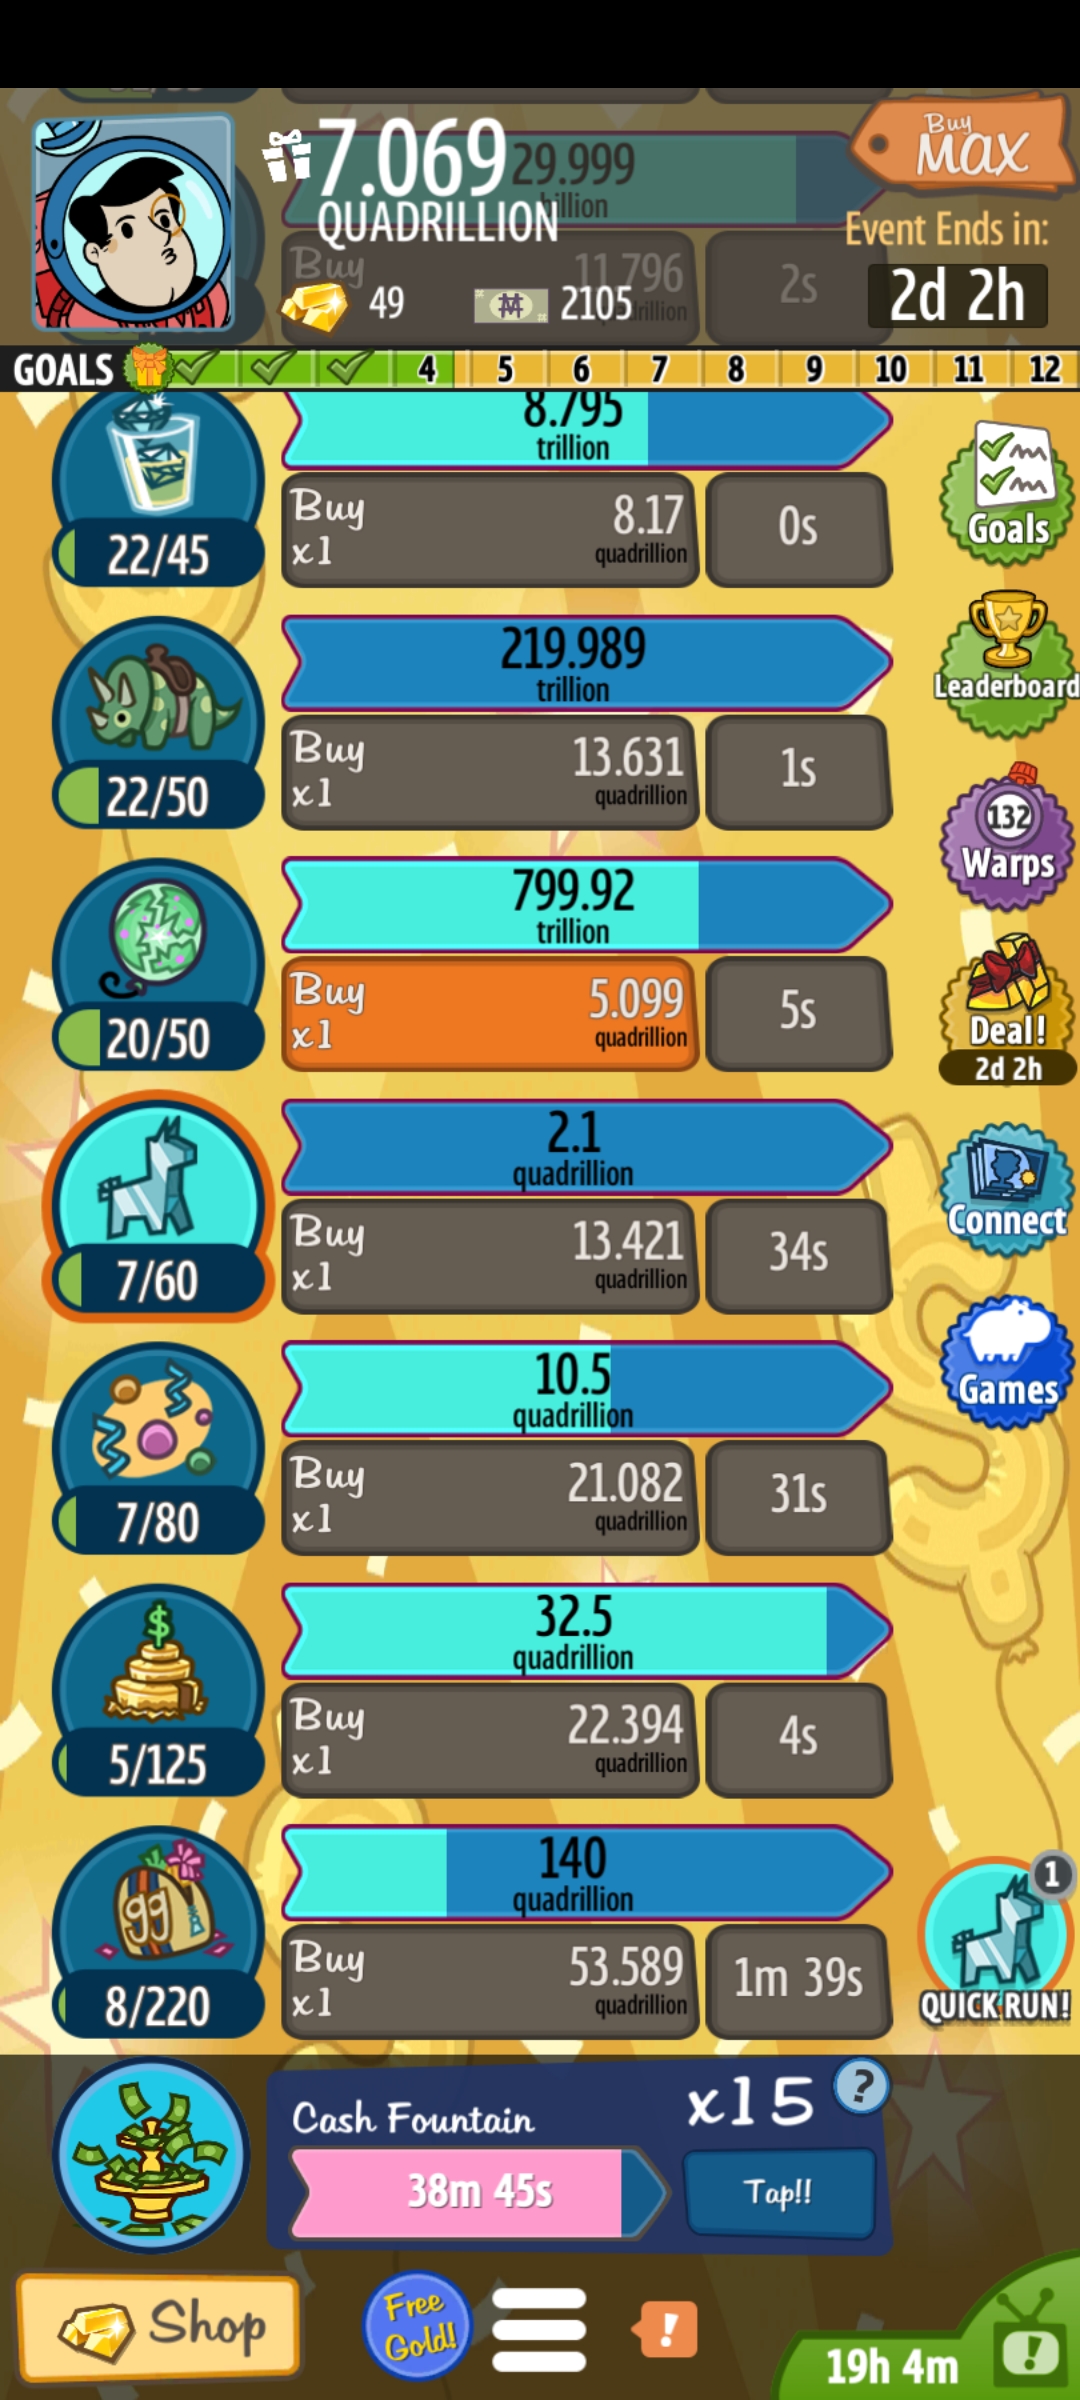 7.069
29.999
QUADRILLION
Buy
MAX
Event Ends in:
2d 2h
Buy
11.796
2s
49
2105
GOALS
4 5 6 7 8 9 10 11 12
8.795
trillion
Buy
x1
8.17
quadrillion
0s
22/45
Goals
219.989
trillion
Leaderboard
Buy
x1
13.631
quadrillion
1s
22/50
132
Warps
799.92
trillion
Buy
x1
5.099
quadrillion
5s
20/50
Deal!
2d 2h
2.1
quadrillion
Buy
x1
13.421
quadrillion
34s
7/60
Connect
10.5
quadrillion
Buy
x1
21.082
quadrillion
31s
7/80
Games
32.5
quadrillion
$
Buy
x1
22.394
quadrillion
4s
5/125
140
quadrillion
gg
Buy
x1
53.589
quadrillion
1m 39s
8/220
1
QUICK RUN!
Cash Fountain
x15
?
38m 45s
Tap!!
Shop
Free
Gold!
!
19h 4m
!